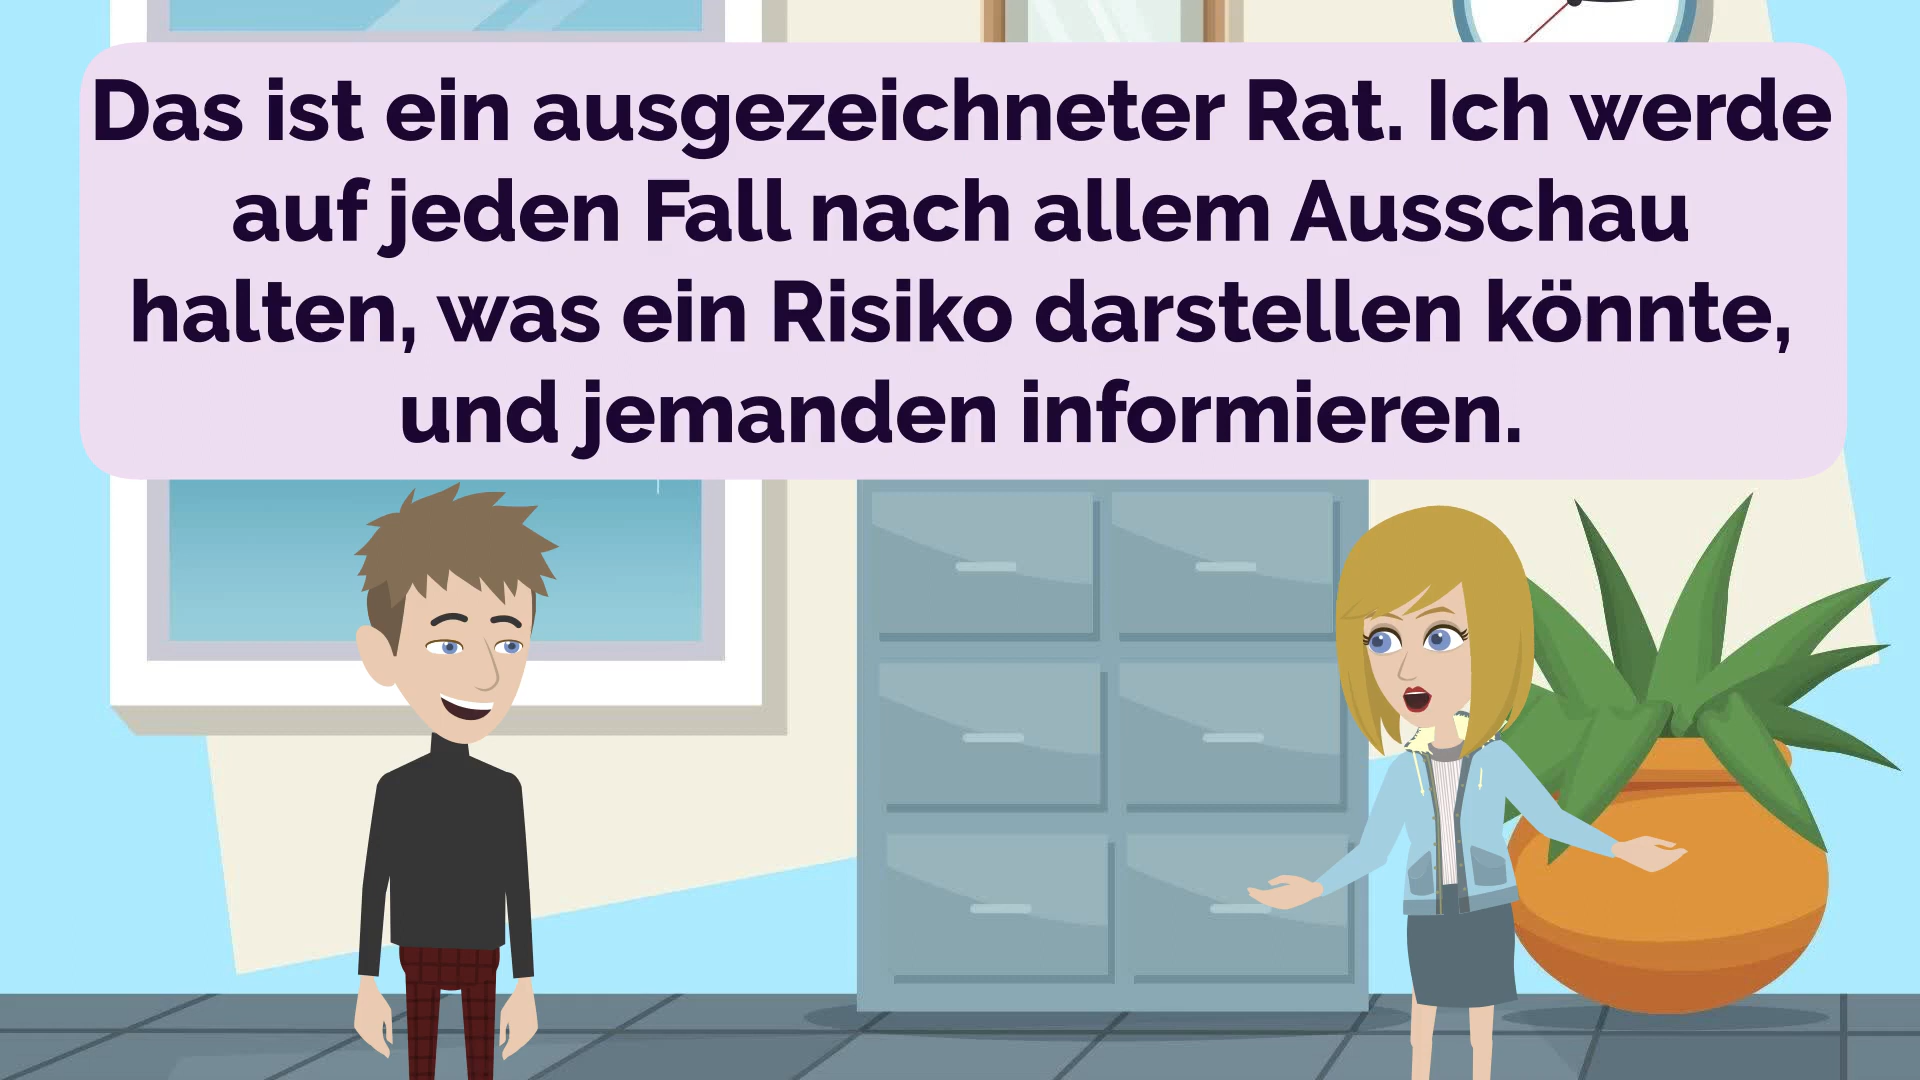 Das ist ein ausgezeichneter Rat. Ich werde
auf jeden Fall nach allem Ausschau
halten, was ein Risiko darstellen könnte,
und jemanden informieren.